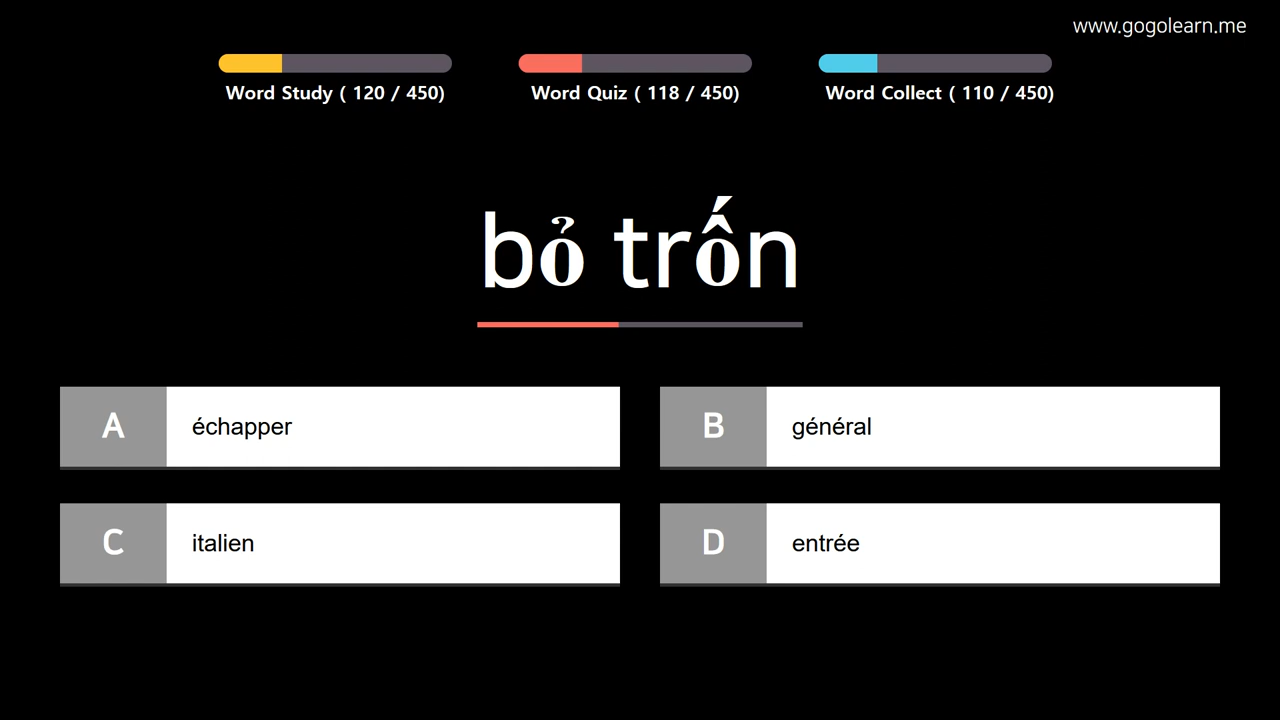 www.gogolearn.me
Word Study ( 120 / 450)
Word Quiz ( 118 / 450)
Word Collect ( 110 / 450)
bỏ trốn
A échapper
B général
C italien
D entrée